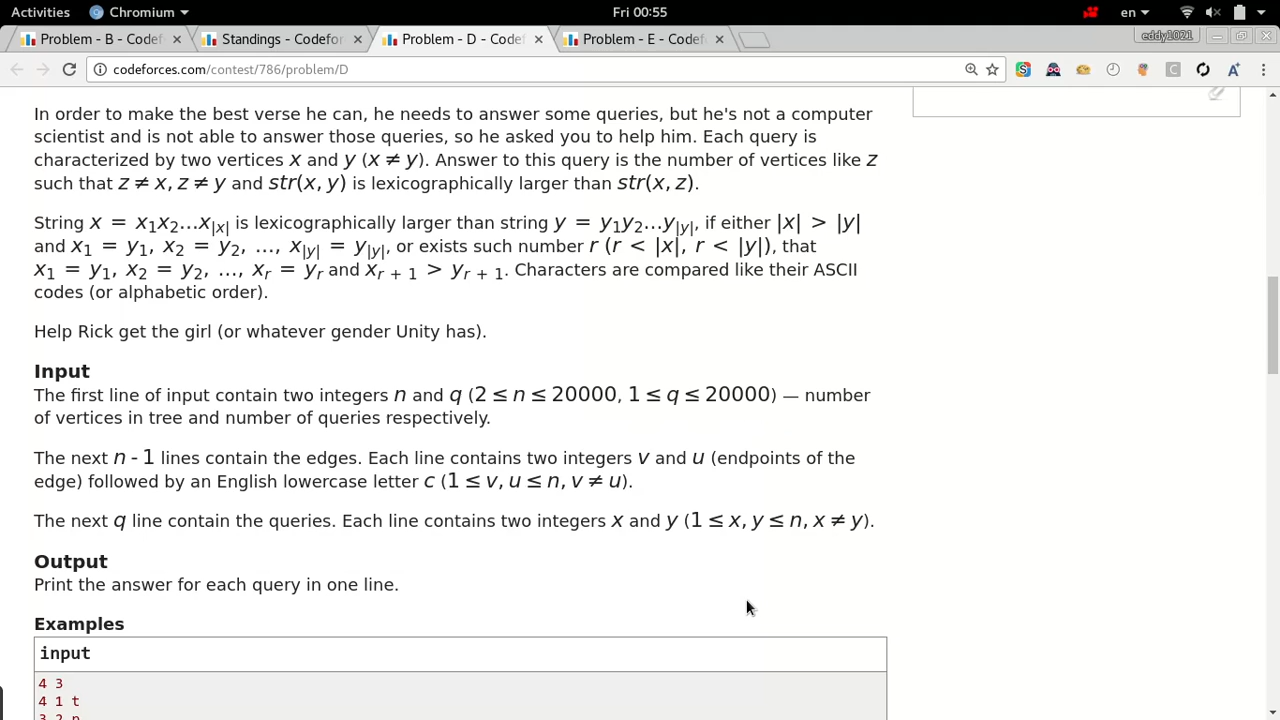 Activities Chromium Fri 00:55 en
Problem - B - Codef Standings - Codefor Problem - D - Codef Problem - E - Codef eddy1021
codeforces.com/contest/786/problem/D
In order to make the best verse he can, he needs to answer some queries, but he's not a computer
scientist and is not able to answer those queries, so he asked you to help him. Each query is
characterized by two vertices x and y (x ≠ y). Answer to this query is the number of vertices like z
such that z ≠ x, z ≠ y and str(x, y) is lexicographically larger than str(x, z).
String x = x1x2...x|x| is lexicographically larger than string y = y1y2...y|y|, if either |x| > |y|
and x1 = y1, x2 = y2, ..., x|y| = y|y|, or exists such number r (r < |x|, r < |y|), that
x1 = y1, x2 = y2, ..., xr = yr and xr + 1 > yr + 1. Characters are compared like their ASCII
codes (or alphabetic order).
Help Rick get the girl (or whatever gender Unity has).
Input
The first line of input contain two integers n and q (2 ≤ n ≤ 20000, 1 ≤ q ≤ 20000) — number
of vertices in tree and number of queries respectively.
The next n - 1 lines contain the edges. Each line contains two integers v and u (endpoints of the
edge) followed by an English lowercase letter c (1 ≤ v, u ≤ n, v ≠ u).
The next q line contain the queries. Each line contains two integers x and y (1 ≤ x, y ≤ n, x ≠ y).
Output
Print the answer for each query in one line.
Examples
input
4 3
4 1 t
3 2 p